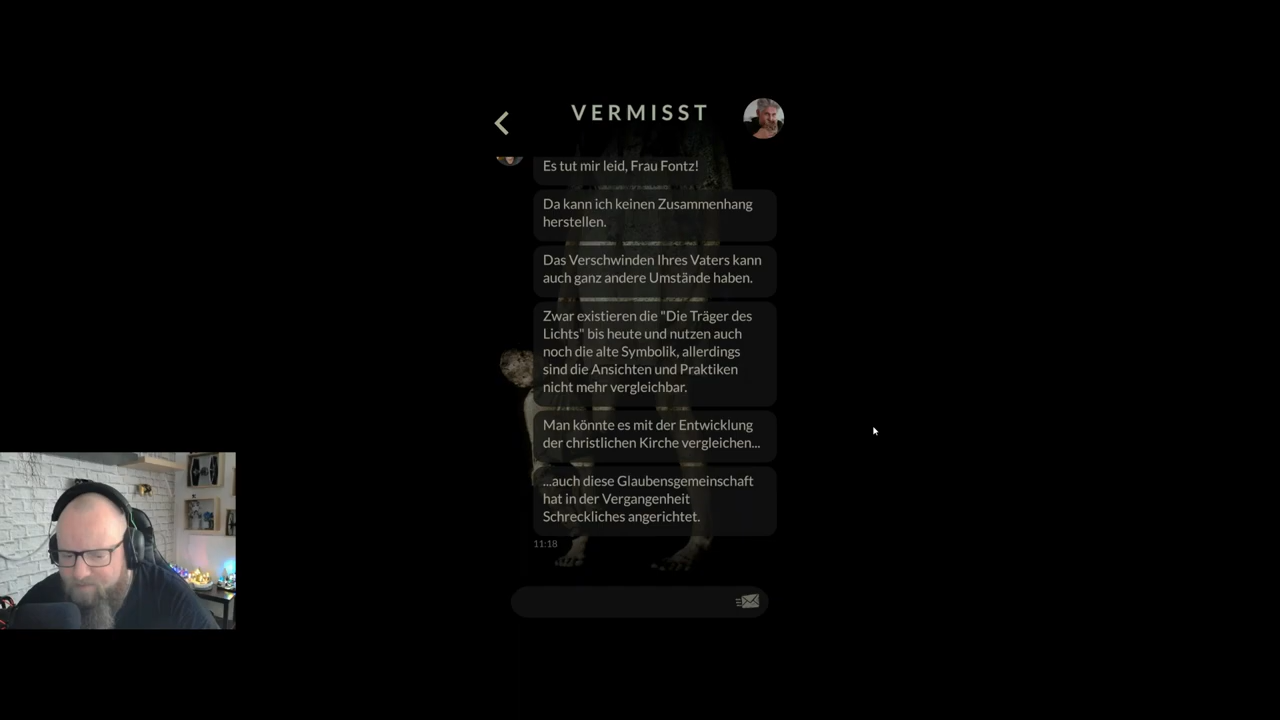 VERMISST
Es tut mir leid, Frau Fontz!
Da kann ich keinen Zusammenhang
herstellen.
Das Verschwinden Ihres Vaters kann
auch ganz andere Umstände haben.
Zwar existieren die "Die Träger des
Lichts" bis heute und nutzen auch
noch die alte Symbolik, allerdings
sind die Ansichten und Praktiken
nicht mehr vergleichbar.
Man könnte es mit der Entwicklung
der christlichen Kirche vergleichen...
...auch diese Glaubensgemeinschaft
hat in der Vergangenheit
Schreckliches angerichtet.
11:18